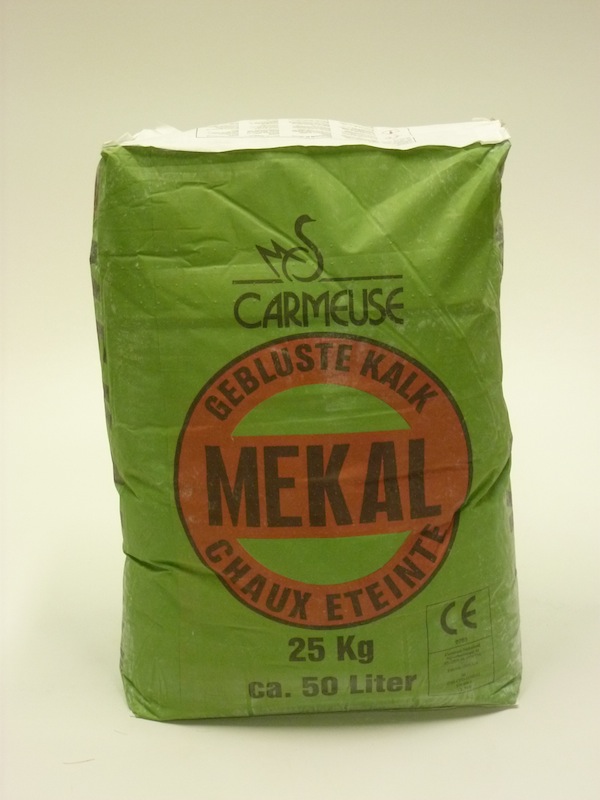 CARMEUSE
GEBLUSTE KALK
MEKAL
CHAUX ETEINTE
25 Kg
ca. 50 Liter
CE